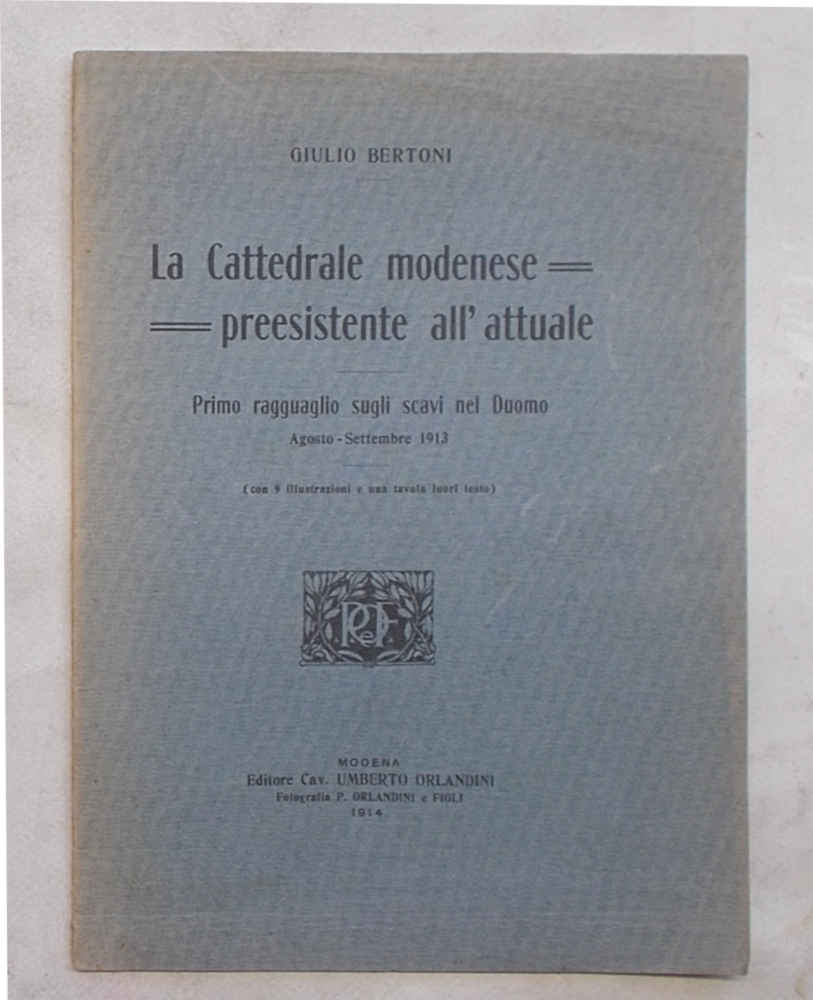 GIULIO BERTONI
La Cattedrale modenese
preesistente all'attuale
Primo ragguaglio sugli scavi nel Duomo
Agosto - Settembre 1913
(con 9 illustrazioni e una tavola fuori testo)
MODENA
Editore Cav. UMBERTO ORLANDINI
Fotografia P. ORLANDINI e FIGLI
1914